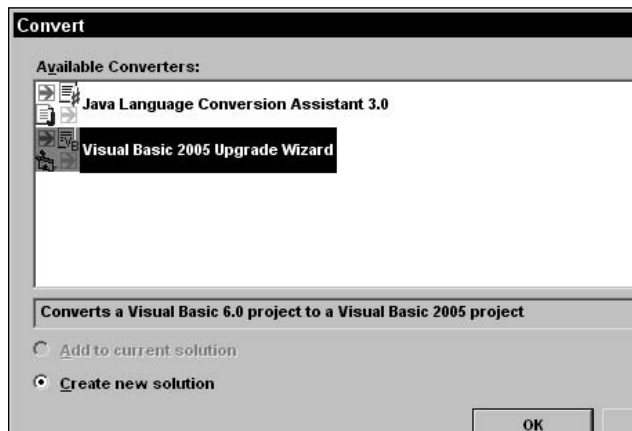 Convert
Available Converters:
Java Language Conversion Assistant 3.0
Visual Basic 2005 Upgrade Wizard
Converts a Visual Basic 6.0 project to a Visual Basic 2005 project
Add to current solution
Create new solution
OK